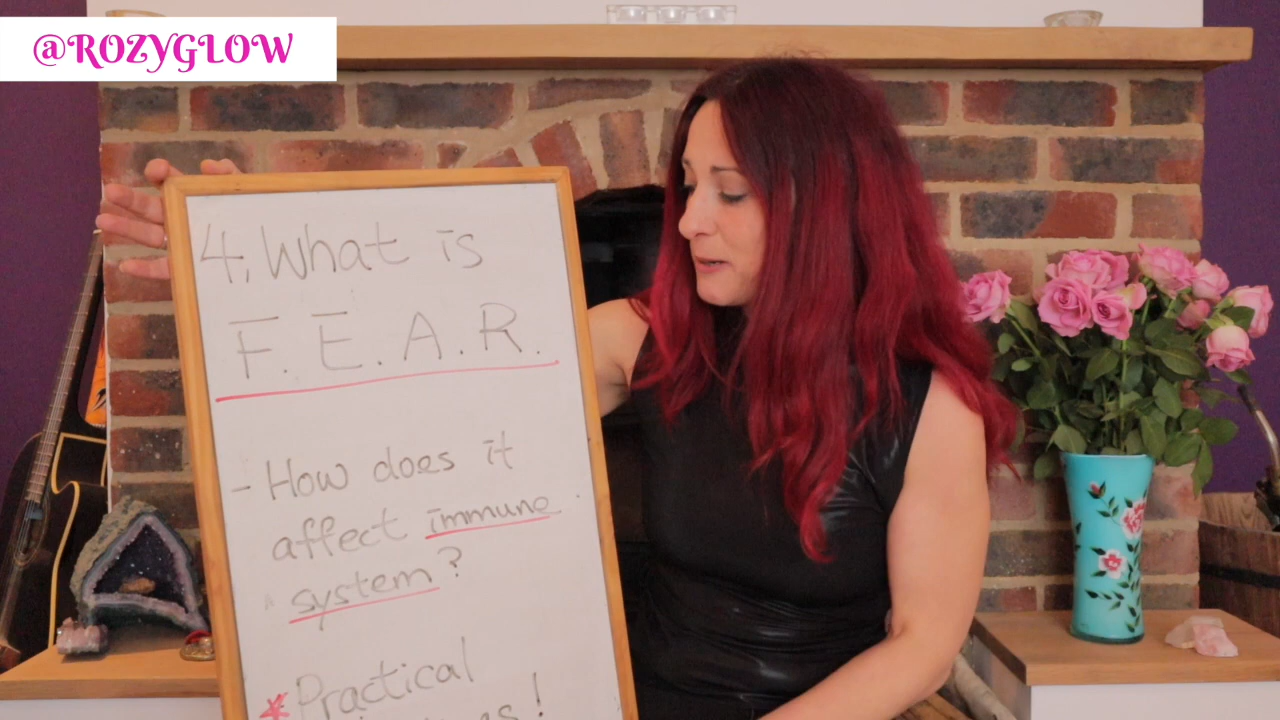 @ROZYGLOW
4. What is
F.E.A.R.
- How does it
affect immune
system?
* Practical
!